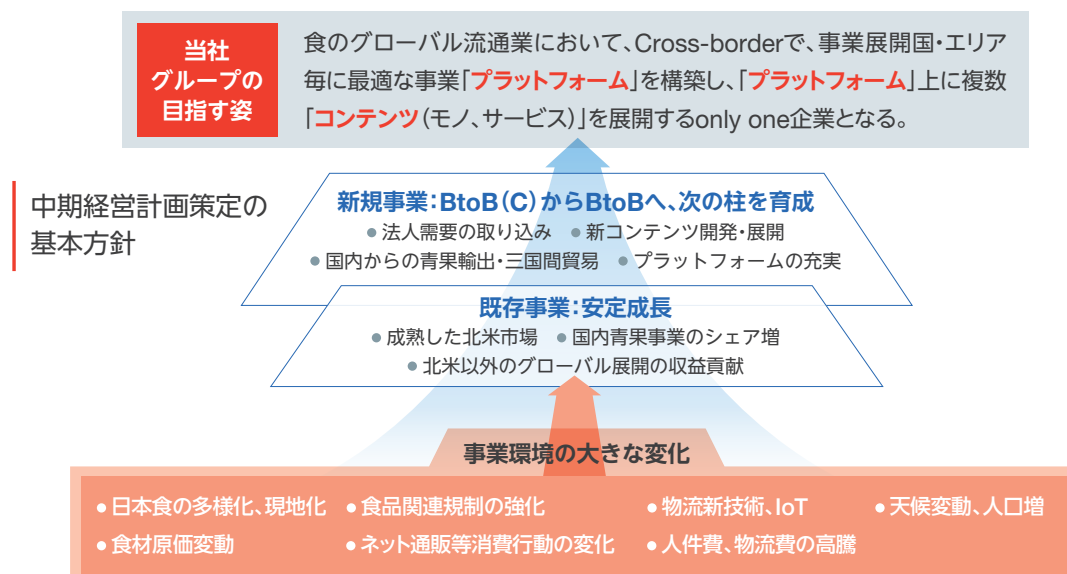 当社
グループの
目指す姿
食のグローバル流通業において、Cross-borderで、事業展開国・エリア
毎に最適な事業「プラットフォーム」を構築し、「プラットフォーム」上に複数
「コンテンツ(モノ、サービス)」を展開するonly one企業となる。
中期経営計画策定の
基本方針
新規事業:BtoB(C)からBtoBへ、次の柱を育成
●法人需要の取り込み ●新コンテンツ開発・展開
●国内からの青果輸出・三国間貿易 ●プラットフォームの充実
既存事業:安定成長
●成熟した北米市場 ●国内青果事業のシェア増
●北米以外のグローバル展開の収益貢献
事業環境の大きな変化
●日本食の多様化、現地化 ●食品関連規制の強化 ●物流新技術、IoT ●天候変動、人口増
●食材原価変動 ●ネット通販等消費行動の変化 ●人件費、物流費の高騰